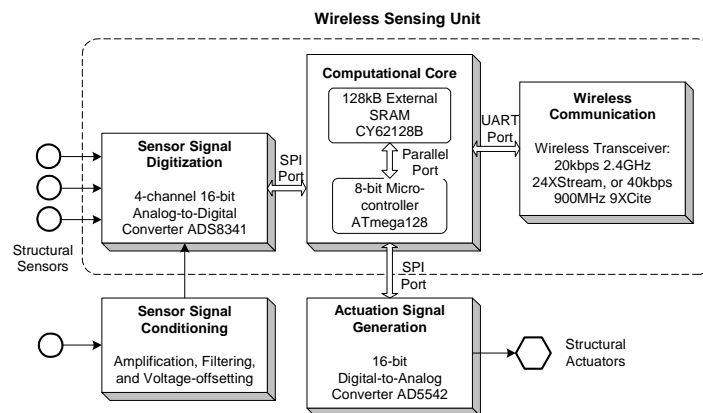 Wireless Sensing Unit
Computational Core
128kB External
SRAM
CY62128B
Parallel
Port
8-bit Micro-
controller
ATmega128
UART
Port
Wireless
Communication
Wireless Transceiver:
20kbps 2.4GHz
24XStream, or 40kbps
900MHz 9XCite
Sensor Signal
Digitization
4-channel 16-bit
Analog-to-Digital
Converter ADS8341
SPI
Port
Structural
Sensors
SPI
Port
Sensor Signal
Conditioning
Amplification, Filtering,
and Voltage-offsetting
Actuation Signal
Generation
16-bit
Digital-to-Analog
Converter AD5542
Structural
Actuators